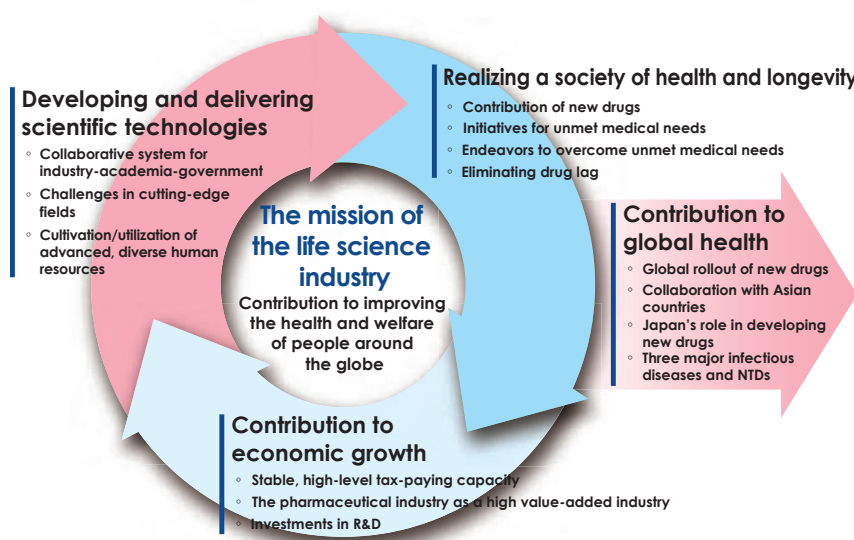 Developing and delivering
scientific technologies
◦ Collaborative system for
industry-academia-government
◦ Challenges in cutting-edge
fields
◦ Cultivation/utilization of
advanced, diverse human
resources
Realizing a society of health and longevity
◦ Contribution of new drugs
◦ Initiatives for unmet medical needs
◦ Endeavors to overcome unmet medical needs
◦ Eliminating drug lag
The mission of
the life science
industry
Contribution to improving
the health and welfare
of people around
the globe
Contribution to
global health
◦ Global rollout of new drugs
◦ Collaboration with Asian
countries
◦ Japan's role in developing
new drugs
◦ Three major infectious
diseases and NTDs
Contribution to
economic growth
◦ Stable, high-level tax-paying capacity
◦ The pharmaceutical industry as a high value-added industry
◦ Investments in R&D